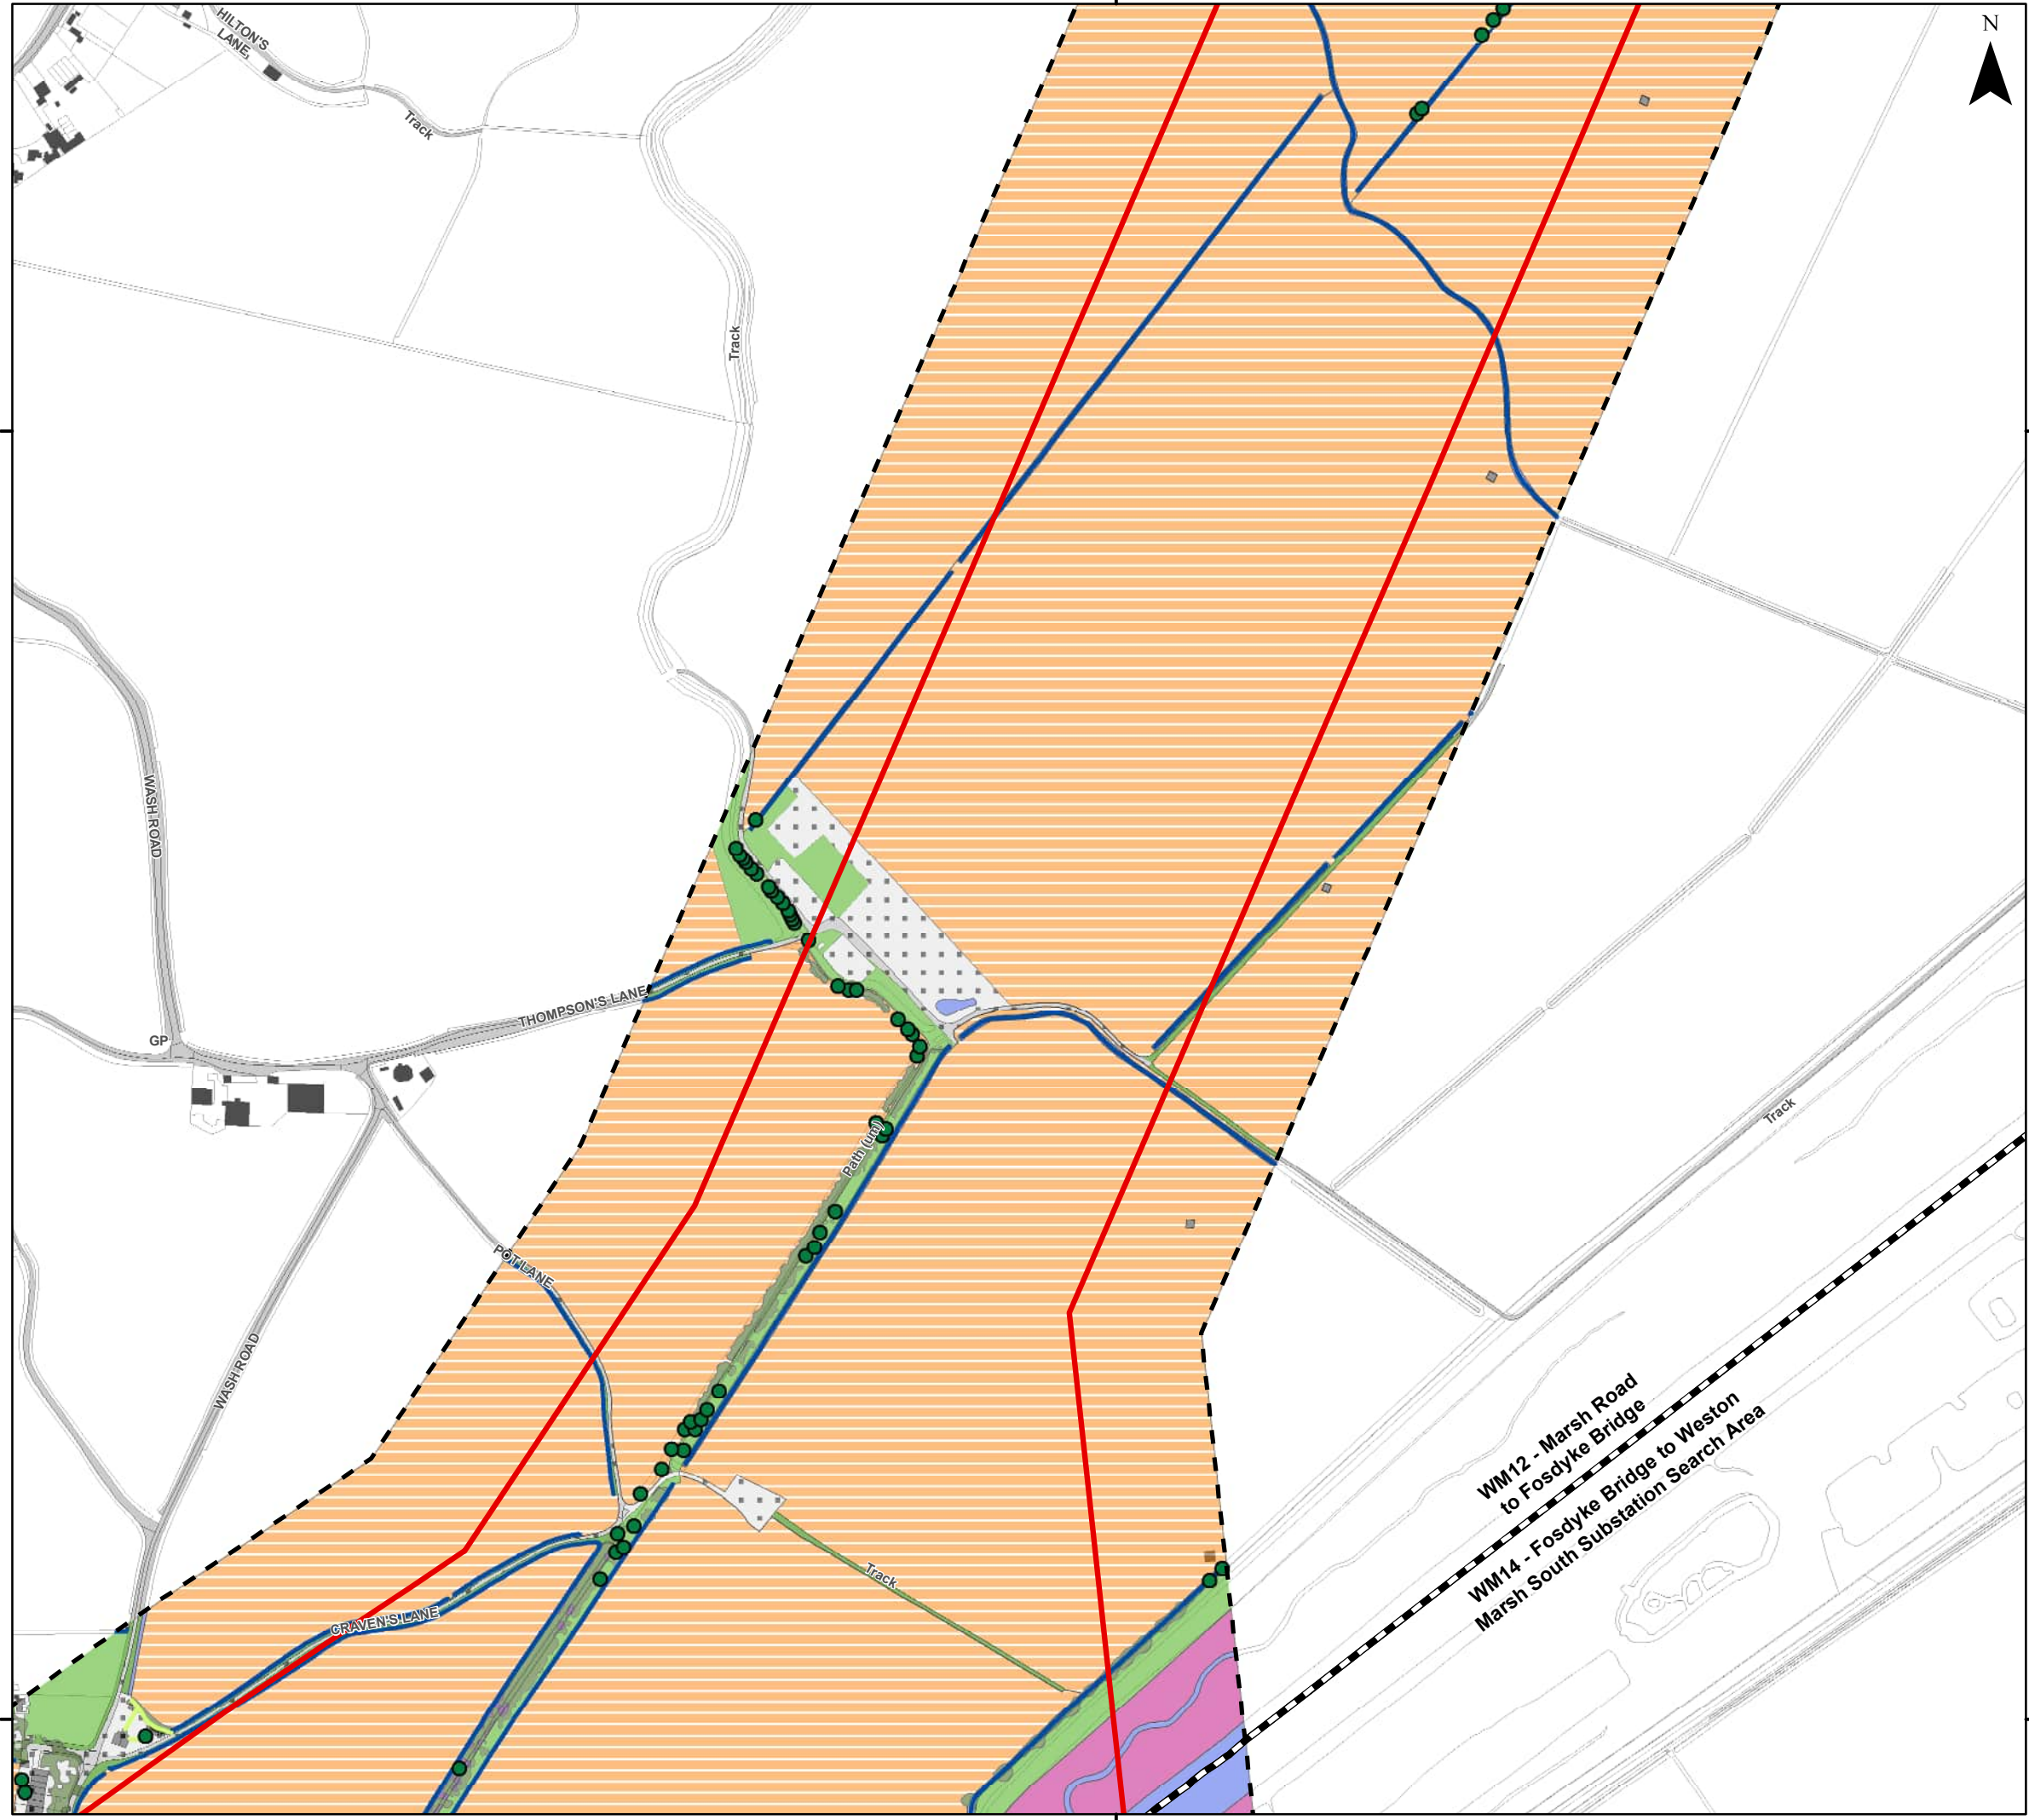 HILTON'S
LANE
N
Track
Track
WASH ROAD
THOMPSON'S LANE
GP
Track
Path (um)
POT LANE
WASH ROAD
WM12 - Marsh Road
to Fosdyke Bridge
WM14 - Fosdyke Bridge to Weston
Marsh South Substation Search Area
Track
CRAVEN'S LANE